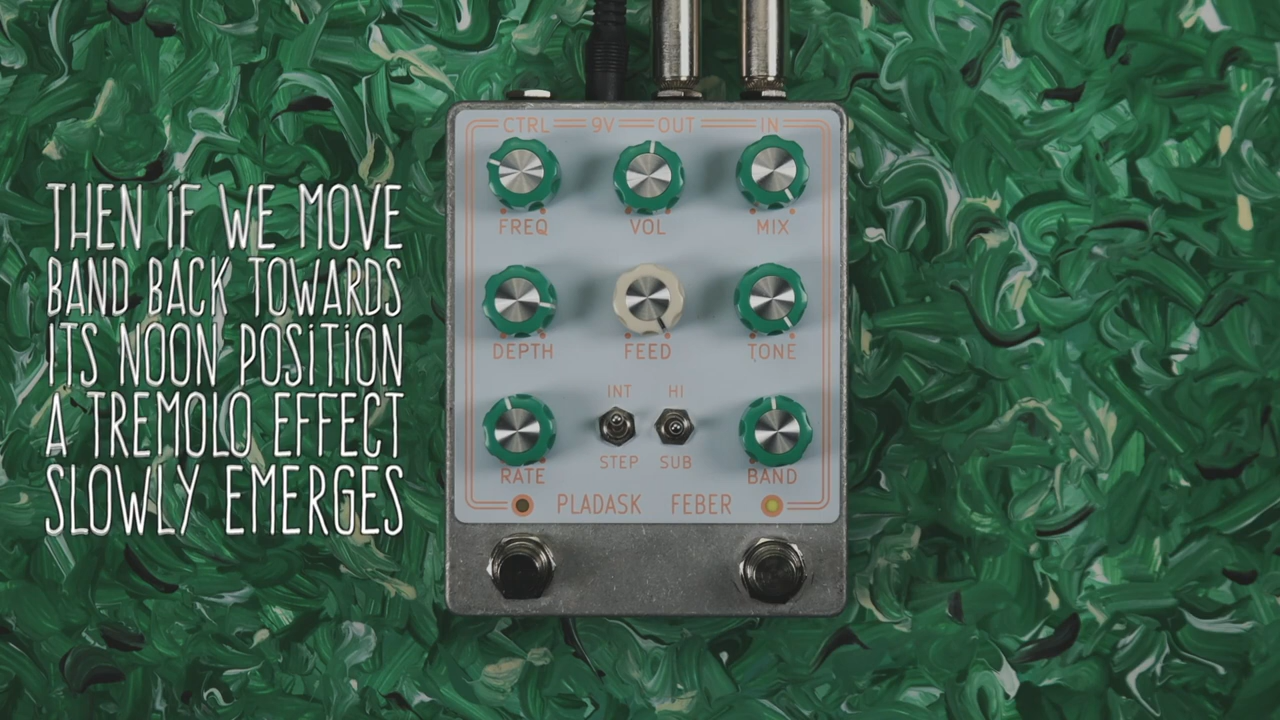 THEN iF WE MOVE
BAND BACK TOWARDS
ITS NOON POSiTiON
A TREMOLO EFFECT
SLOWLY EMERGES
CTRL 9V OUT IN
FREQ VOL MIX
DEPTH FEED TONE
INT HI
STEP SUB
RATE BAND
PLADASK FEBER